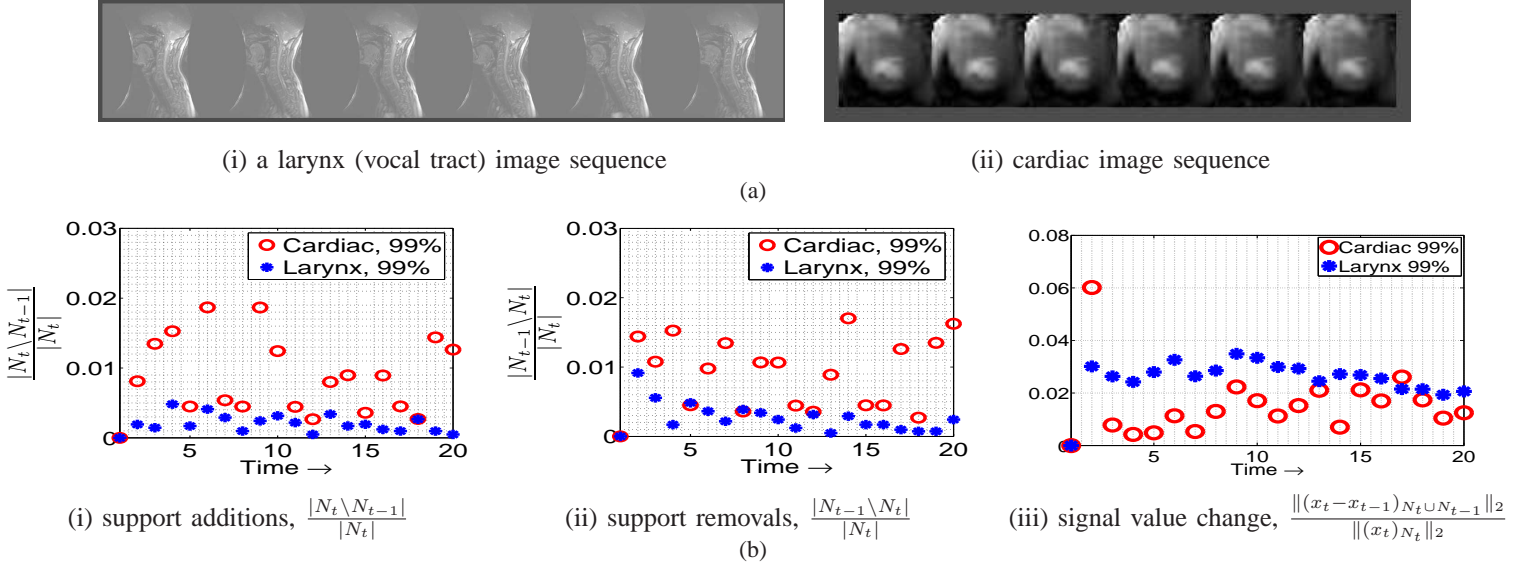 (i) a larynx (vocal tract) image sequence
(ii) cardiac image sequence
(a)
|N_t \ N_{t−1}|
|N_t|
0.03
0.02
0.01
0
5
10
15
20
Time →
Cardiac, 99%
Larynx, 99%
(i) support additions, |N_t\N_{t−1}| / |N_t|
|N_{t−1} \ N_t|
|N_t|
0.03
0.02
0.01
0
5
10
15
20
Time →
Cardiac, 99%
Larynx, 99%
(ii) support removals, |N_{t−1}\N_t| / |N_t|
0.08
0.06
0.04
0.02
0
5
10
15
20
Time →
Cardiac 99%
Larynx 99%
(iii) signal value change, ‖(x_t−x_{t−1})_{N_t∪N_{t−1}}‖_2 / ‖(x_t)_{N_t}‖_2
(b)